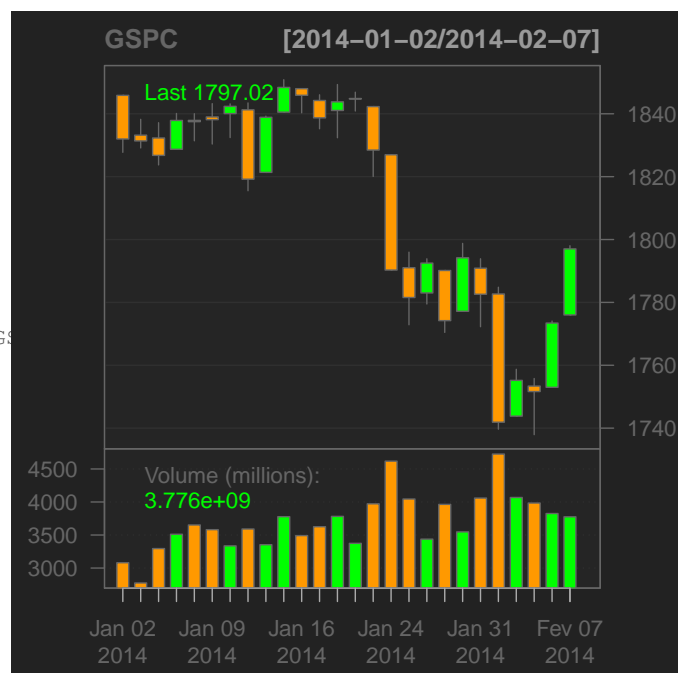 GSPC [2014−01−02/2014−02−07]
Last 1797.02
1840
1820
1800
1780
1760
1740
Volume (millions):
3.776e+09
4500
4000
3500
3000
Jan 02 Jan 09 Jan 16 Jan 24 Jan 31 Fev 07
2014 2014 2014 2014 2014 2014